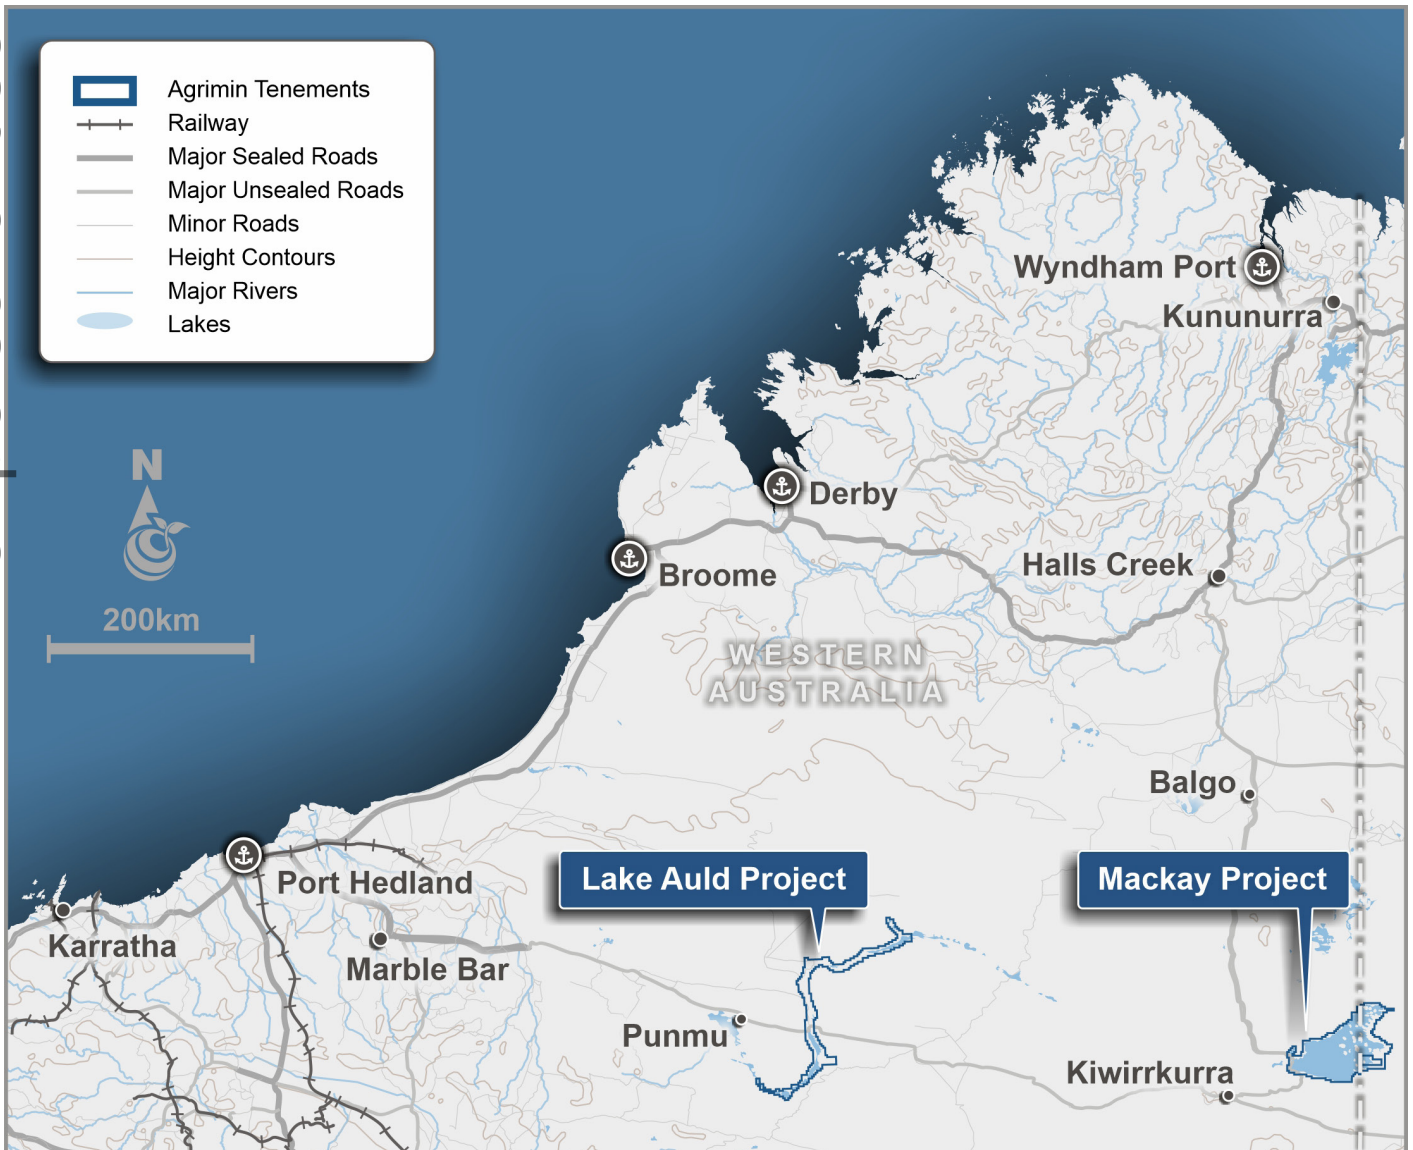 Agrimin Tenements
Railway
Major Sealed Roads
Major Unsealed Roads
Minor Roads
Height Contours
Major Rivers
Lakes
N
200km
Wyndham Port
Kununurra
Derby
Broome
Halls Creek
WESTERN
AUSTRALIA
Balgo
Port Hedland
Lake Auld Project
Mackay Project
Karratha
Marble Bar
Punmu
Kiwirrkurra